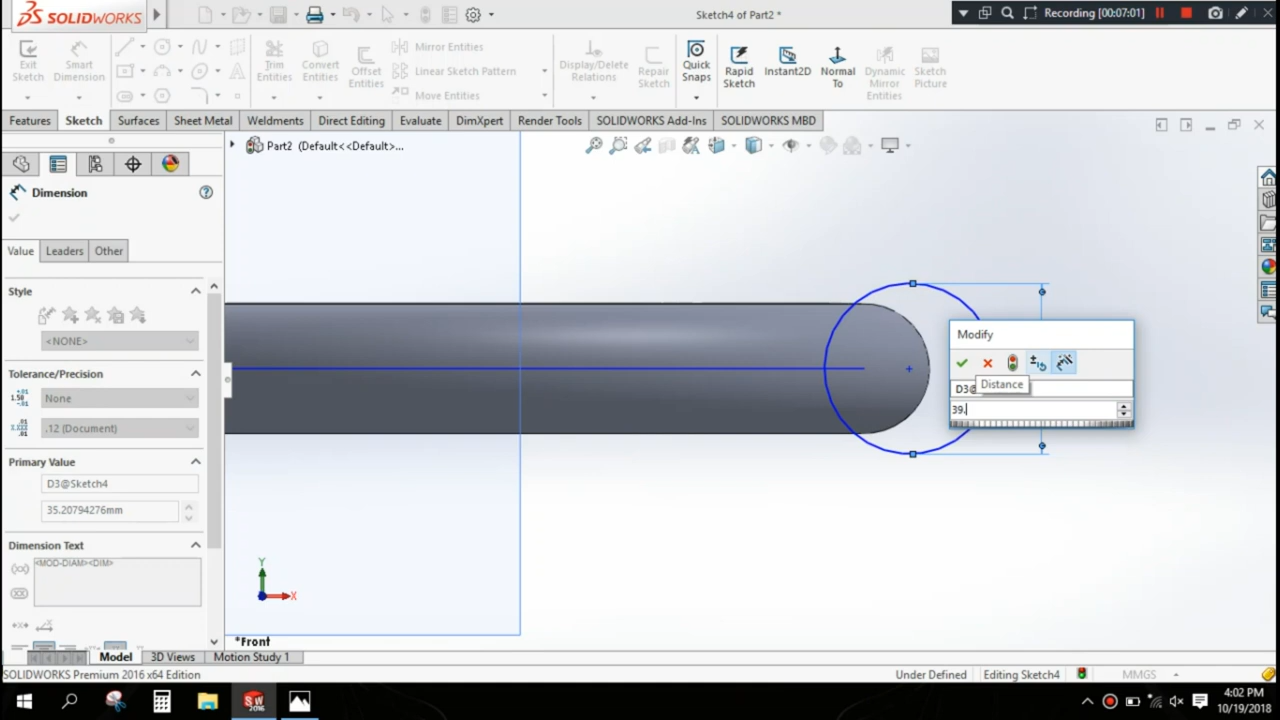 SOLIDWORKS
Sketch4 of Part2 *
Recording [00:07:01]
Exit Sketch
Smart Dimension
Trim Entities
Convert Entities
Offset Entities
Mirror Entities
Linear Sketch Pattern
Move Entities
Display/Delete Relations
Repair Sketch
Quick Snaps
Rapid Sketch
Instant2D
Normal To
Dynamic Mirror Entities
Sketch Picture
Features
Sketch
Surfaces
Sheet Metal
Weldments
Direct Editing
Evaluate
DimXpert
Render Tools
SOLIDWORKS Add-Ins
SOLIDWORKS MBD
Part2 (Default<<Default>...
Dimension
Value
Leaders
Other
Style
<NONE>
Tolerance/Precision
None
.12 (Document)
Primary Value
D3@Sketch4
35.20794276mm
Dimension Text
<MOD-DIAM><DIM>
Modify
Distance
D3@
39.
Y
X
*Front
Model
3D Views
Motion Study 1
SOLIDWORKS Premium 2016 x64 Edition
Under Defined
Editing Sketch4
MMGS
4:02 PM
10/19/2018